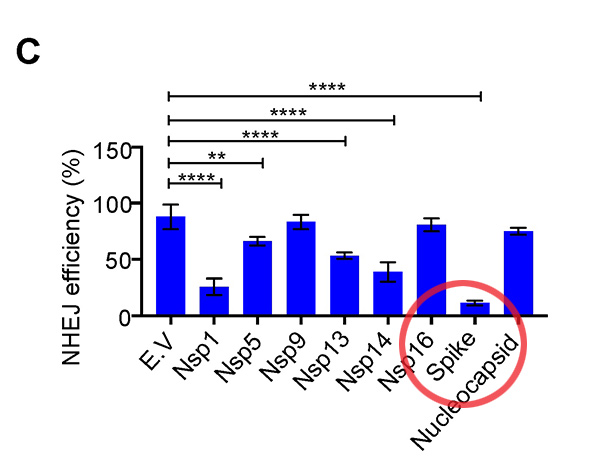 C
****
****
****
**
****
NHEJ efficiency (%)
150
100
50
0
E.V
Nsp1
Nsp5
Nsp9
Nsp13
Nsp14
Nsp16
Spike
Nucleocapsid